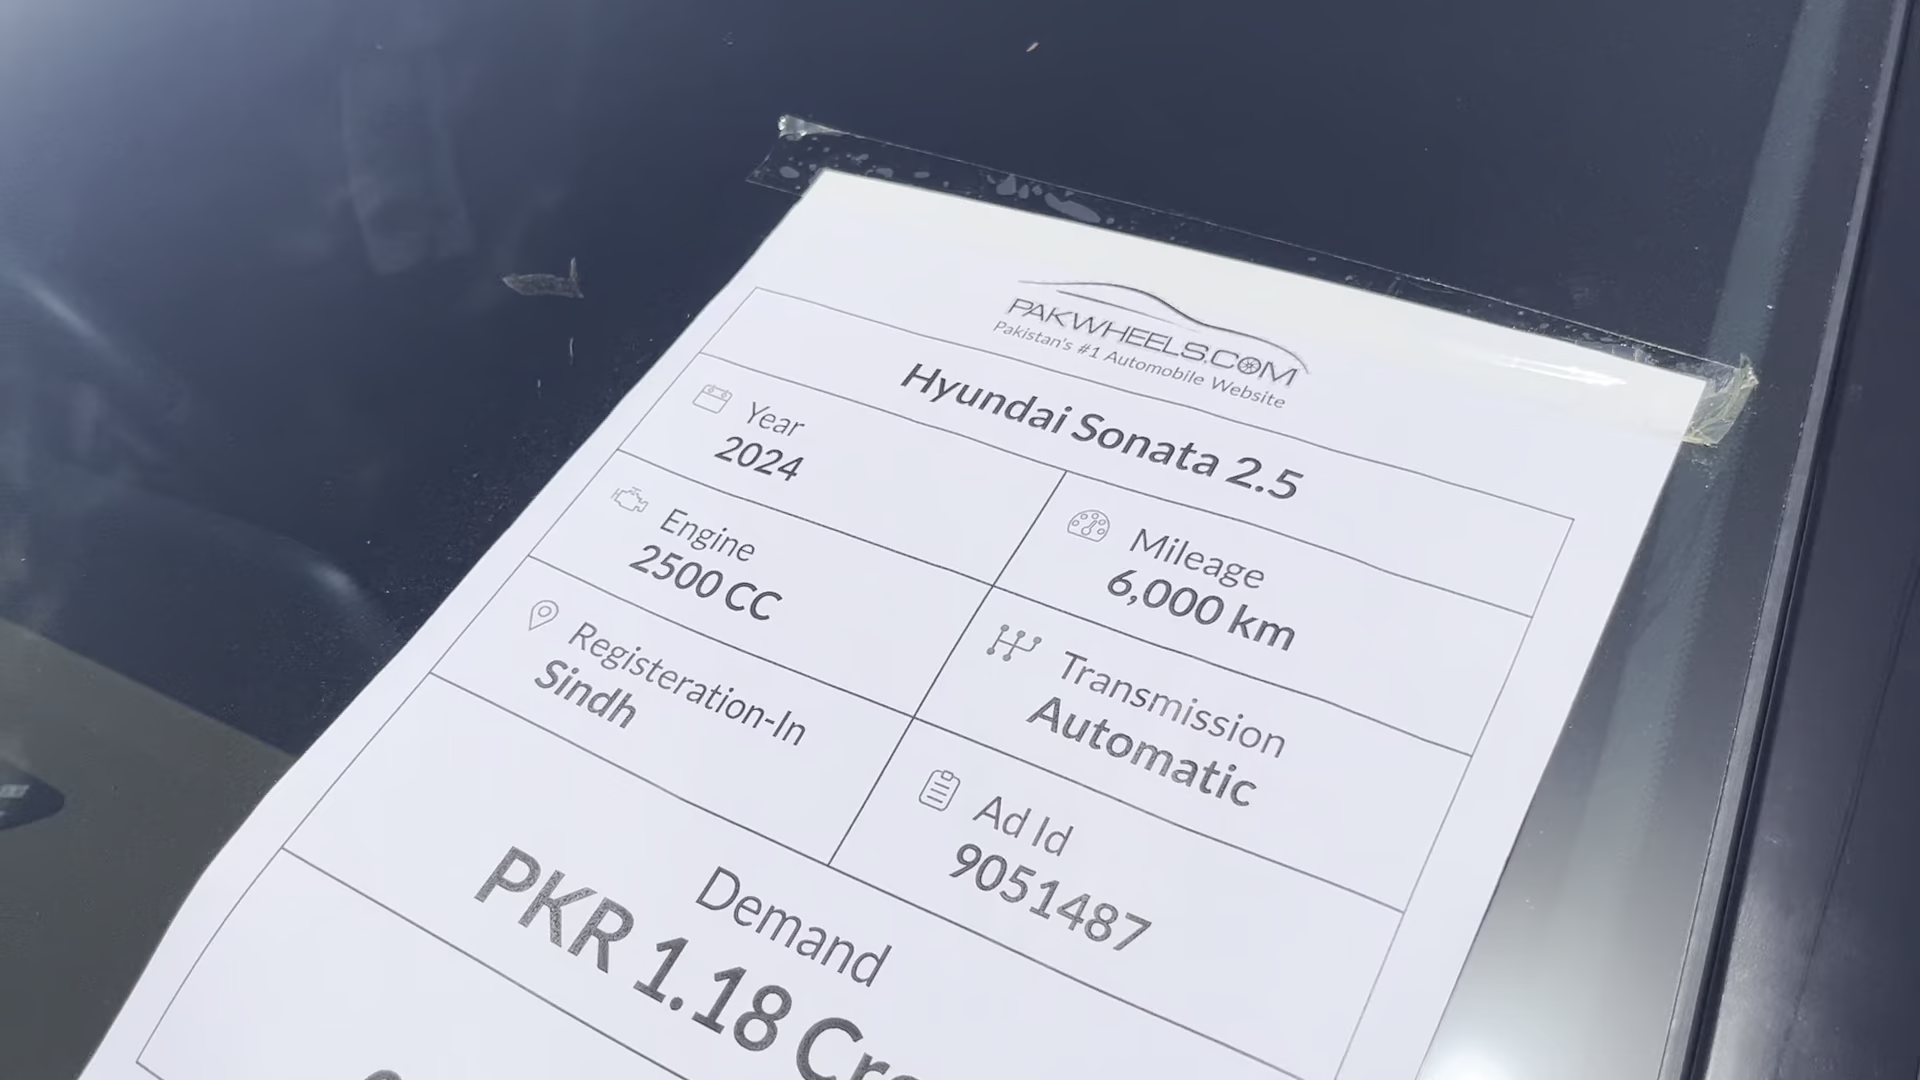 PAKWHEELS.COM
Pakistan's #1 Automobile Website
Hyundai Sonata 2.5
Year
2024
Mileage
6,000 km
Engine
2500 CC
Transmission
Automatic
Registeration-In
Sindh
Ad Id
9051487
Demand
PKR 1.18